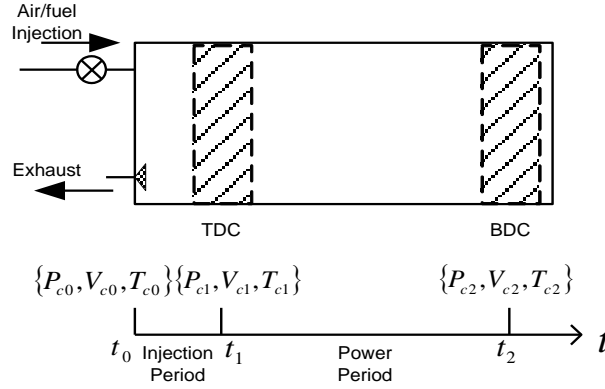 Air/fuel
Injection
Exhaust
TDC BDC
{P_{c0}, V_{c0}, T_{c0}}{P_{c1}, V_{c1}, T_{c1}} {P_{c2}, V_{c2}, T_{c2}}
t_0 Injection Period t_1 Power Period t_2 t